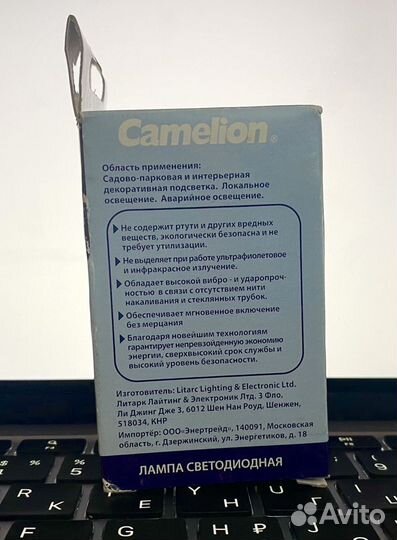 Camelion®
Область применения:
Садово-парковая и интерьерная
декоративная подсветка. Локальное
освещение. Аварийное освещение.
Не содержит ртути и других вредных
веществ, экологически безопасна и не
требует утилизации.
Не выделяет при работе ультрафиолетовое
и инфракрасное излучение.
Обладает высокой вибро - и ударопроч-
ностью в связи с отсутствием нити
накаливания и стеклянных трубок.
Обеспечивает мгновенное включение
без мерцания
Благодаря новейшим технологиям
гарантирует непревзойденную экономию
энергии, сверхвысокий срок службы и
высокий уровень безопасности.
Изготовитель: Litarc Lighting & Electronic Ltd.
Литарк Лайтинг & Электроник Лтд. 3 Фло,
Ли Джинг Дже 3, 6012 Шен Нан Роуд, Шенжен,
518034, КНР
Импортёр: ООО«Энертрейд», 140091, Московская
область, г. Дзержинский, ул. Энергетиков, д. 18
ЛАМПА СВЕТОДИОДНАЯ
Avito